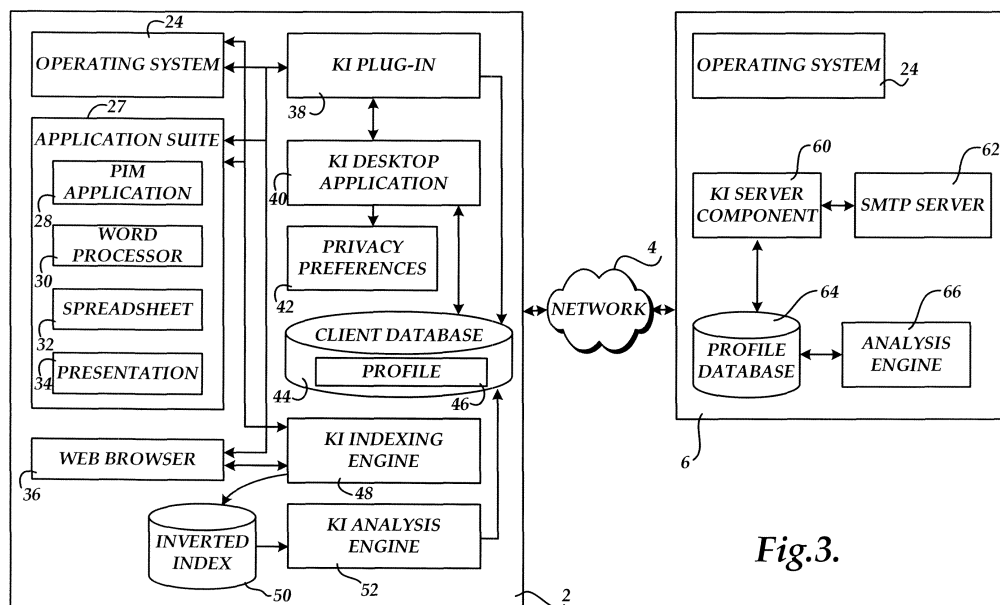 24
OPERATING SYSTEM
27
APPLICATION SUITE
PIM
APPLICATION
28
WORD
PROCESSOR
30
SPREADSHEET
32
PRESENTATION
34
WEB BROWSER
36
INVERTED
INDEX
50
KI PLUG-IN
38
KI DESKTOP
APPLICATION
40
PRIVACY
PREFERENCES
42
CLIENT DATABASE
PROFILE
44
46
KI INDEXING
ENGINE
48
KI ANALYSIS
ENGINE
52
2
4
NETWORK
OPERATING SYSTEM
24
60
KI SERVER
COMPONENT
62
SMTP SERVER
64
PROFILE
DATABASE
66
ANALYSIS
ENGINE
6
Fig.3.